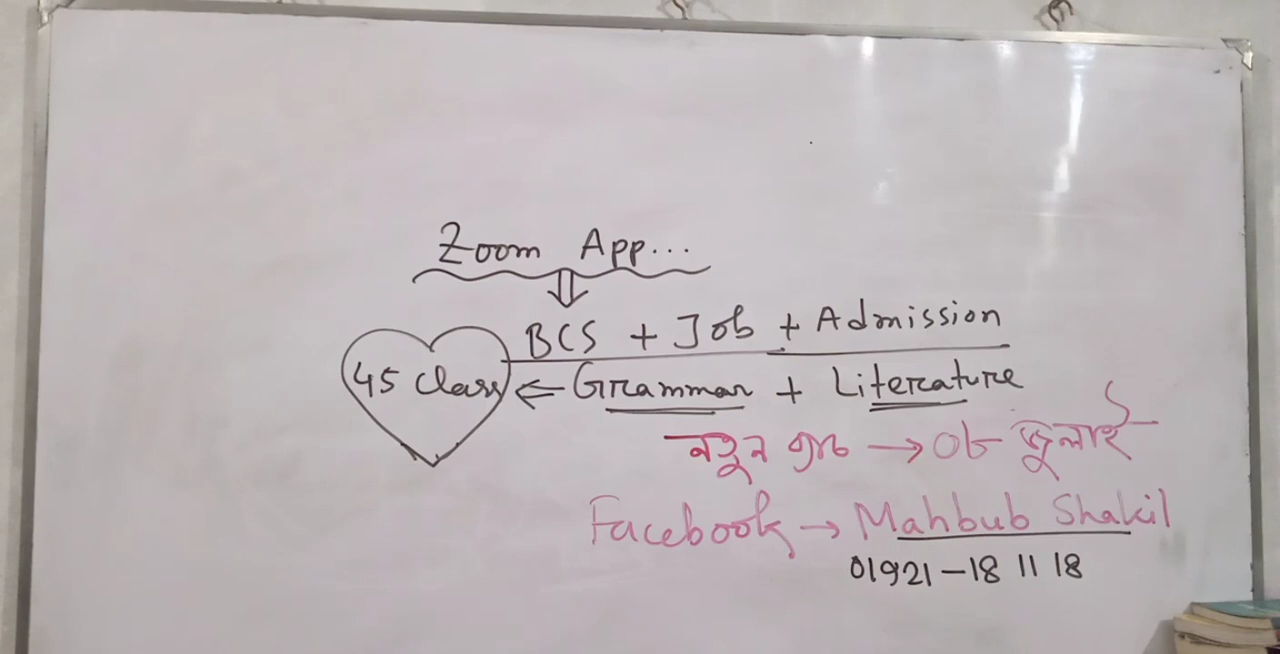 Zoom App...
⇓
BCS + Job + Admission
45 Class ⇐ Grammar + Literature
নতুন ব্যাচ → ০৮ জুলাই
Facebook → Mahbub Shakil
01921-18 11 18